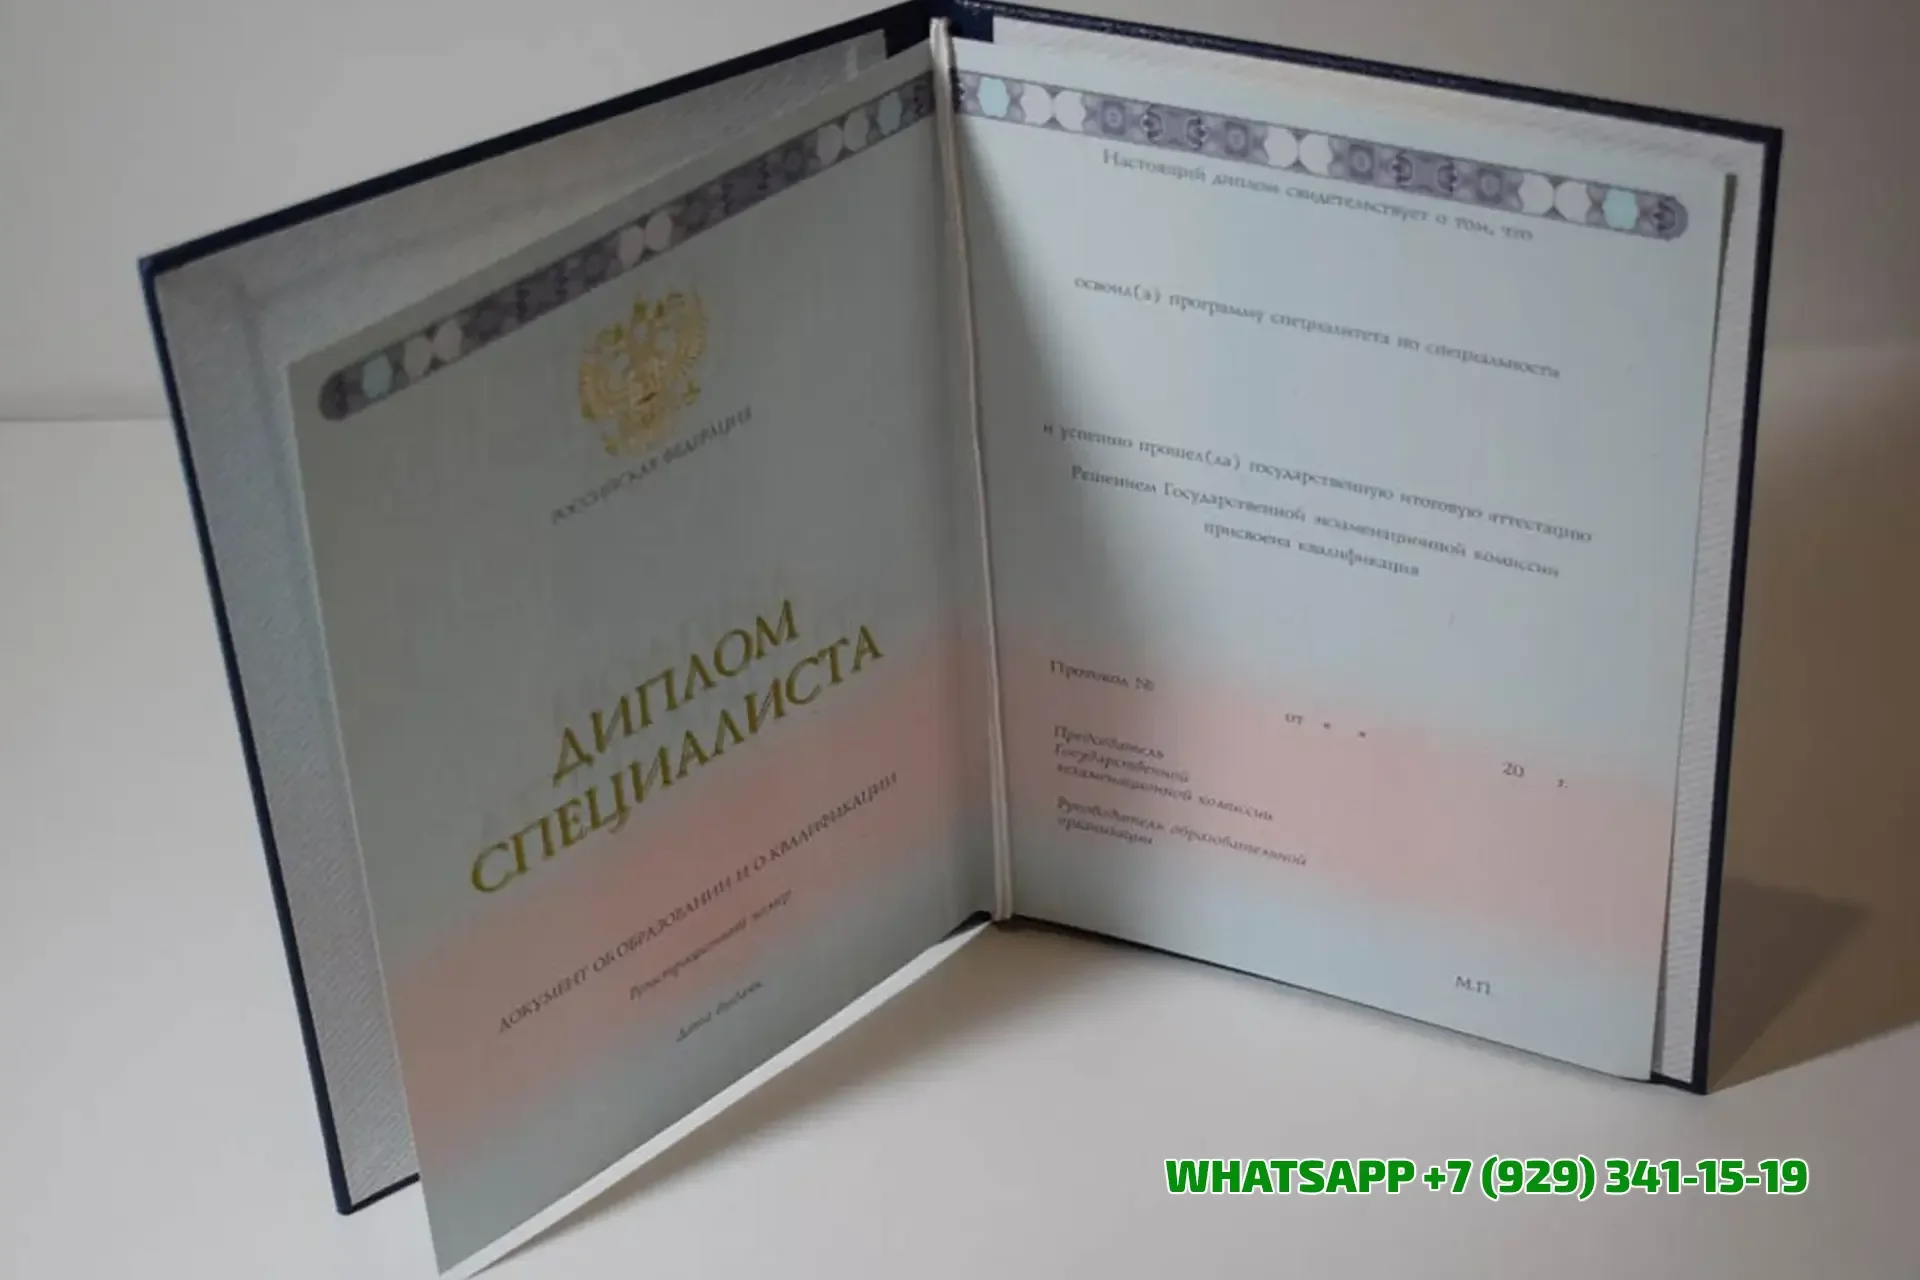 РОССИЙСКАЯ ФЕДЕРАЦИЯ
ДИПЛОМ
СПЕЦИАЛИСТА
ДОКУМЕНТ ОБ ОБРАЗОВАНИИ И О КВАЛИФИКАЦИИ
Регистрационный номер
Дата выдачи
Настоящий диплом свидетельствует о том, что
освоил(а) программу специалитета по специальности
и успешно прошел(ла) государственную итоговую аттестацию
Решением Государственной экзаменационной комиссии
присвоена квалификация
Протокол №
от « » 20 г.
Председатель
Государственной
экзаменационной комиссии
Руководитель образовательной
организации
М.П.
WHATSAPP +7 (929) 341-15-19